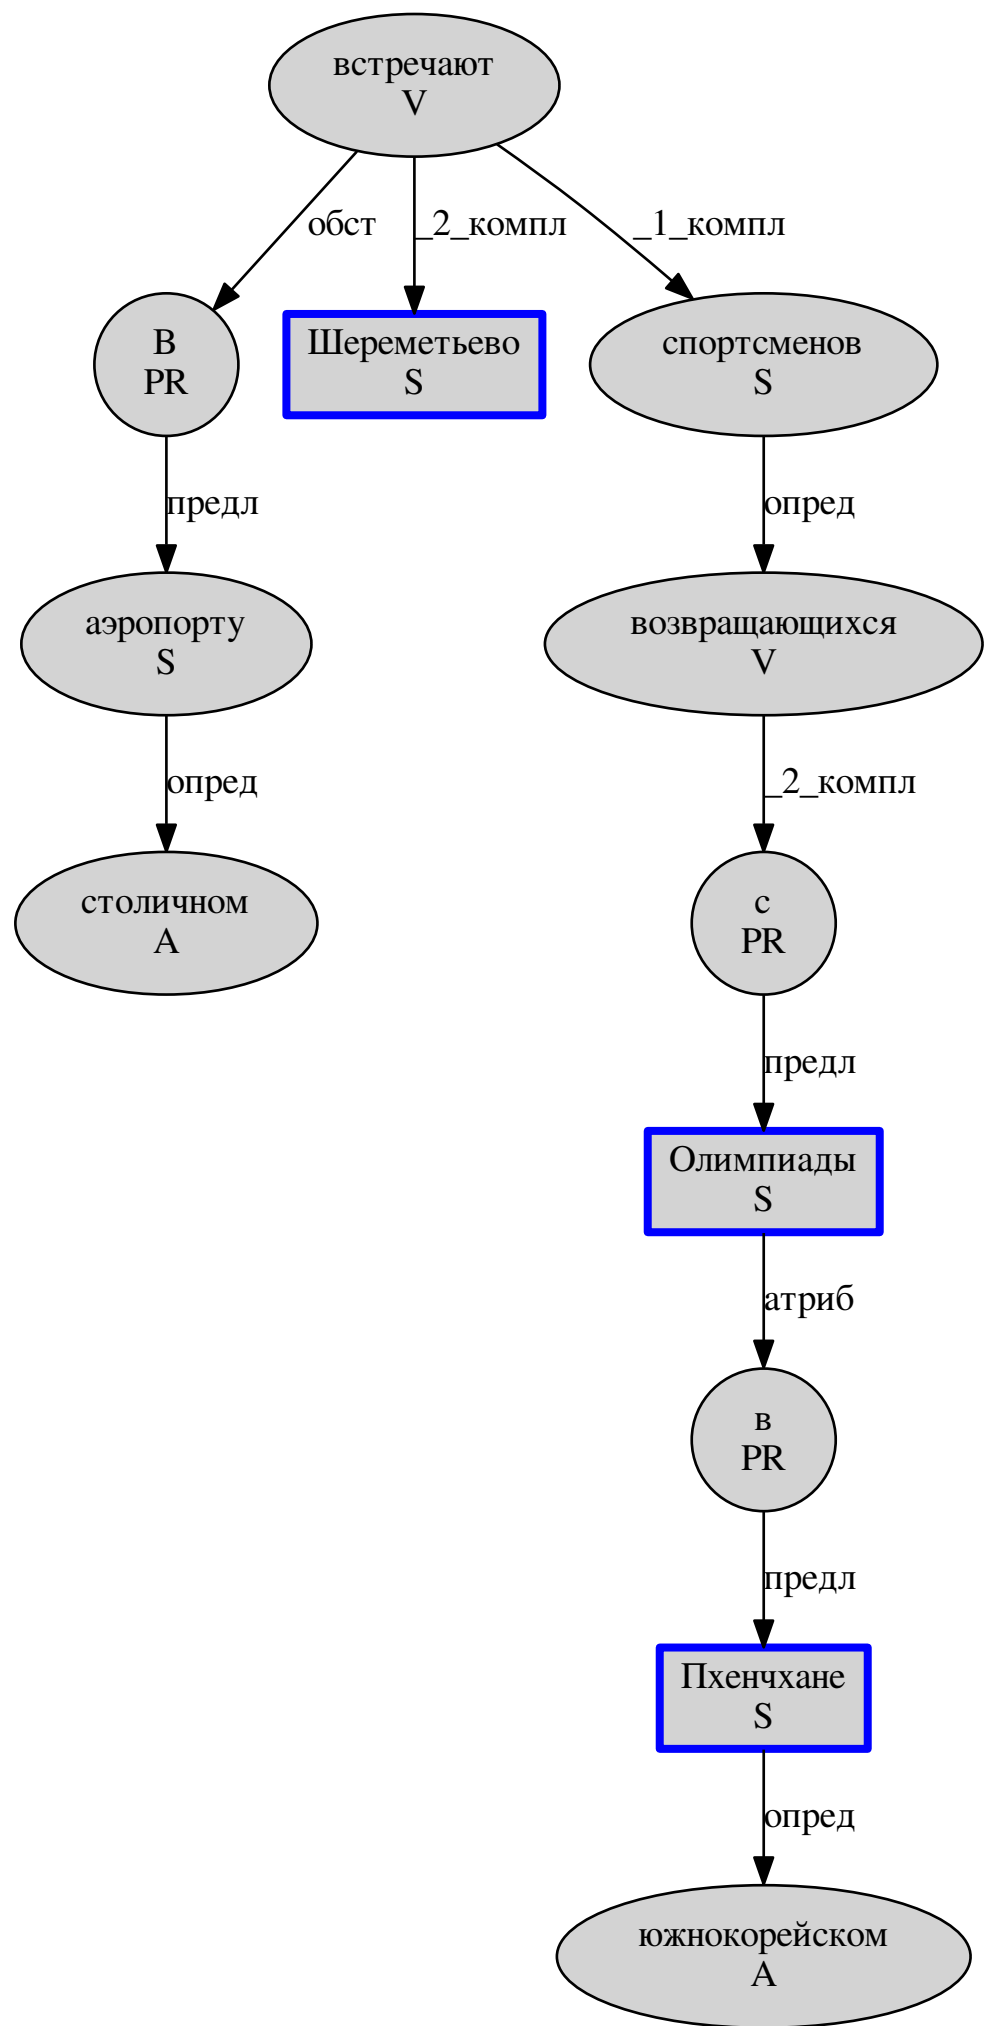 встречают
V
обст
_2_компл
_1_компл
В
PR
Шереметьево
S
спортсменов
S
предл
опред
аэропорту
S
возвращающихся
V
опред
_2_компл
столичном
A
с
PR
предл
Олимпиады
S
атриб
в
PR
предл
Пхенчхане
S
опред
южнокорейском
A